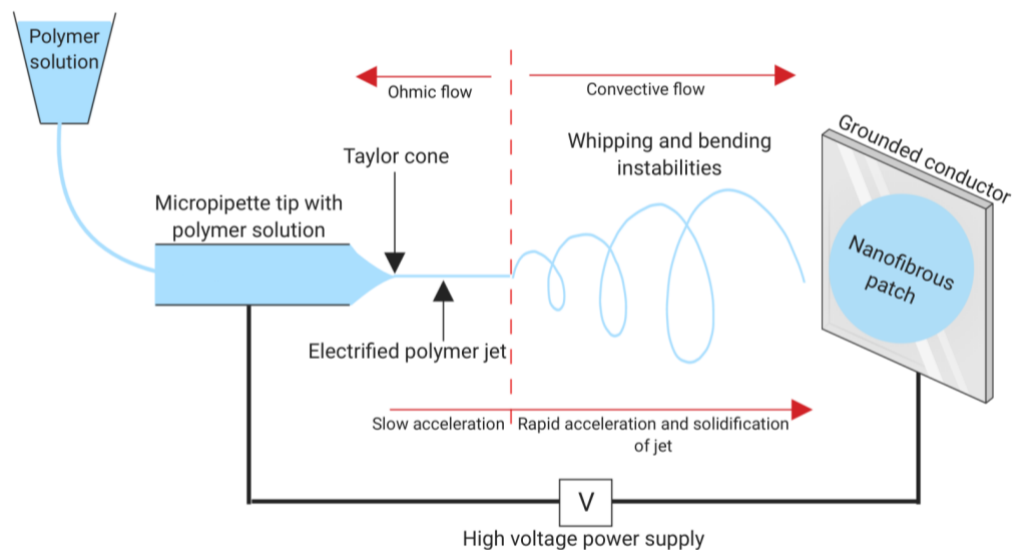 Polymer
solution
Ohmic flow
Convective flow
Taylor cone
Whipping and bending
instabilities
Grounded conductor
Micropipette tip with
polymer solution
Nanofibrous
patch
Electrified polymer jet
Slow acceleration
Rapid acceleration and solidification
of jet
V
High voltage power supply